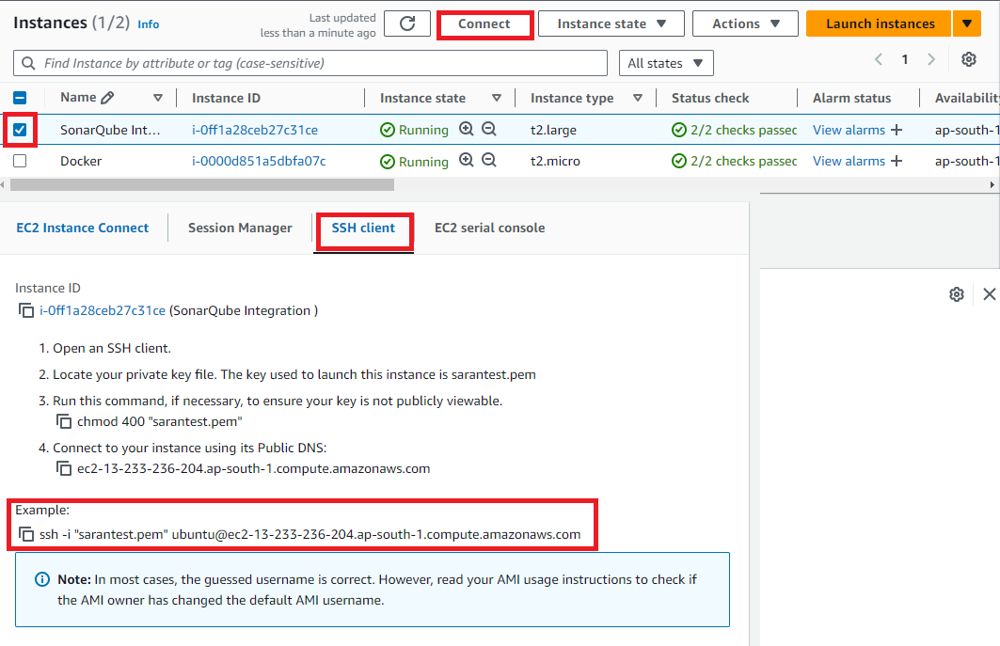 Instances (1/2) Info
Last updated
less than a minute ago
Connect
Instance state
Actions
Launch instances
Find Instance by attribute or tag (case-sensitive)
All states
1
Name
Instance ID
Instance state
Instance type
Status check
Alarm status
Availability
SonarQube Int... i-0ff1a28ceb27c31ce Running t2.large 2/2 checks passed View alarms ap-south-1
Docker i-0000d851a5dbfa07c Running t2.micro 2/2 checks passed View alarms ap-south-1
EC2 Instance Connect
Session Manager
SSH client
EC2 serial console
Instance ID
i-0ff1a28ceb27c31ce (SonarQube Integration )
1. Open an SSH client.
2. Locate your private key file. The key used to launch this instance is sarantest.pem
3. Run this command, if necessary, to ensure your key is not publicly viewable.
chmod 400 "sarantest.pem"
4. Connect to your instance using its Public DNS:
ec2-13-233-236-204.ap-south-1.compute.amazonaws.com
Example:
ssh -i "sarantest.pem" ubuntu@ec2-13-233-236-204.ap-south-1.compute.amazonaws.com
Note: In most cases, the guessed username is correct. However, read your AMI usage instructions to check if
the AMI owner has changed the default AMI username.